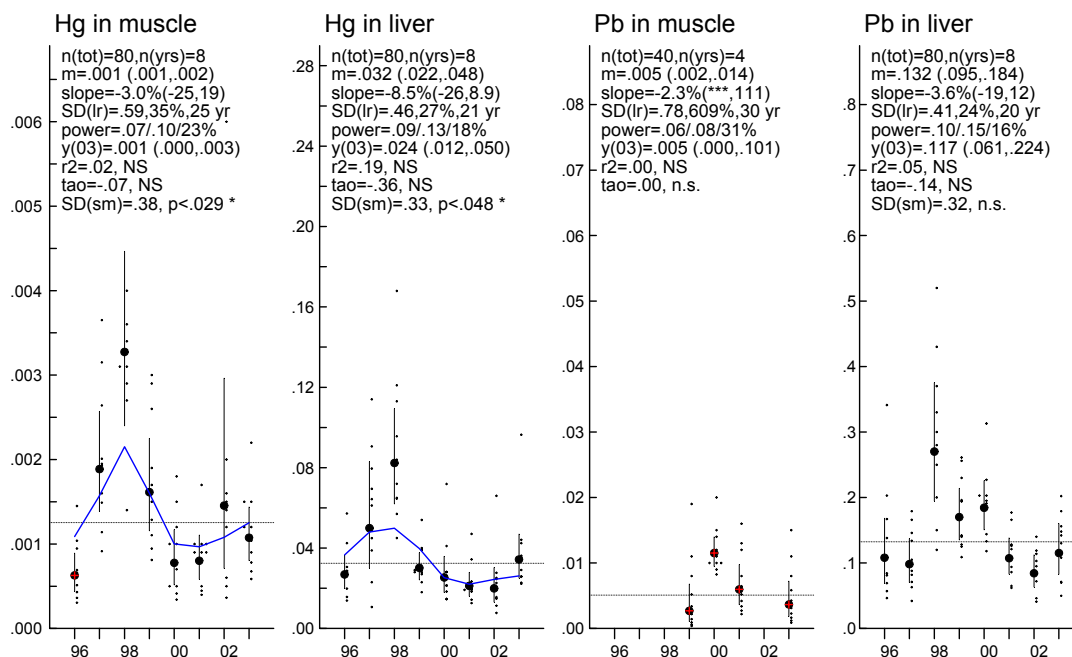 Hg in muscle
n(tot)=80,n(yrs)=8
m=.001 (.001,.002)
slope=-3.0%(-25,19)
SD(lr)=.59,35%,25 yr
power=.07/.10/23%
y(03)=.001 (.000,.003)
r2=.02, NS
tao=-.07, NS
SD(sm)=.38, p<.029 *
.006
.005
.004
.003
.002
.001
.000
96 98 00 02
Hg in liver
n(tot)=80,n(yrs)=8
m=.032 (.022,.048)
slope=-8.5%(-26,8.9)
SD(lr)=.46,27%,21 yr
power=.09/.13/18%
y(03)=.024 (.012,.050)
r2=.19, NS
tao=-.36, NS
SD(sm)=.33, p<.048 *
.28
.24
.20
.16
.12
.08
.04
.00
96 98 00 02
Pb in muscle
n(tot)=40,n(yrs)=4
m=.005 (.002,.014)
slope=-2.3%(***,111)
SD(lr)=.78,609%,30 yr
power=.06/.08/31%
y(03)=.005 (.000,.101)
r2=.00, NS
tao=.00, n.s.
.08
.07
.06
.05
.04
.03
.02
.01
.00
96 98 00 02
Pb in liver
n(tot)=80,n(yrs)=8
m=.132 (.095,.184)
slope=-3.6%(-19,12)
SD(lr)=.41,24%,20 yr
power=.10/.15/16%
y(03)=.117 (.061,.224)
r2=.05, NS
tao=-.14, NS
SD(sm)=.32, n.s.
.8
.7
.6
.5
.4
.3
.2
.1
.0
96 98 00 02